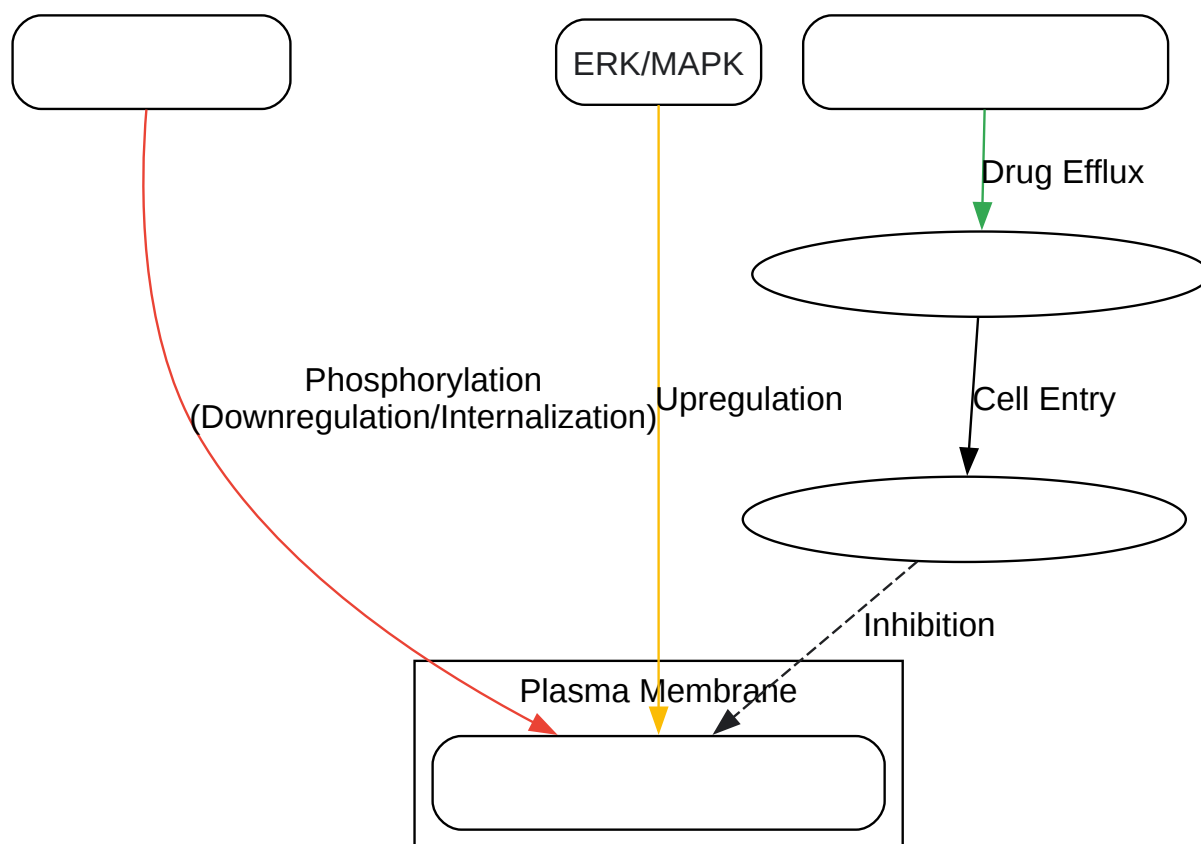 ERK/MAPK
Drug Efflux
Phosphorylation
(Downregulation/Internalization)
Upregulation
Cell Entry
Inhibition
Plasma Membrane